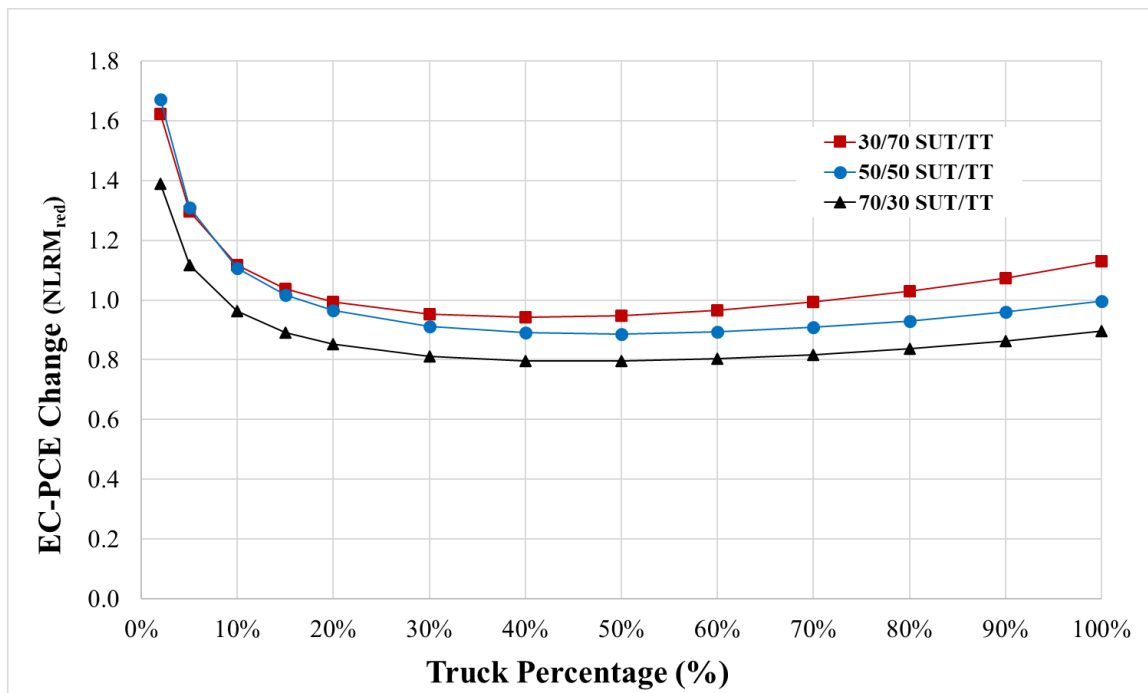 1.8
1.6
1.4
1.2
1.0
0.8
0.6
0.4
0.2
0.0
EC-PCE Change (NLRMred)
30/70 SUT/TT
50/50 SUT/TT
70/30 SUT/TT
0% 10% 20% 30% 40% 50% 60% 70% 80% 90% 100%
Truck Percentage (%)